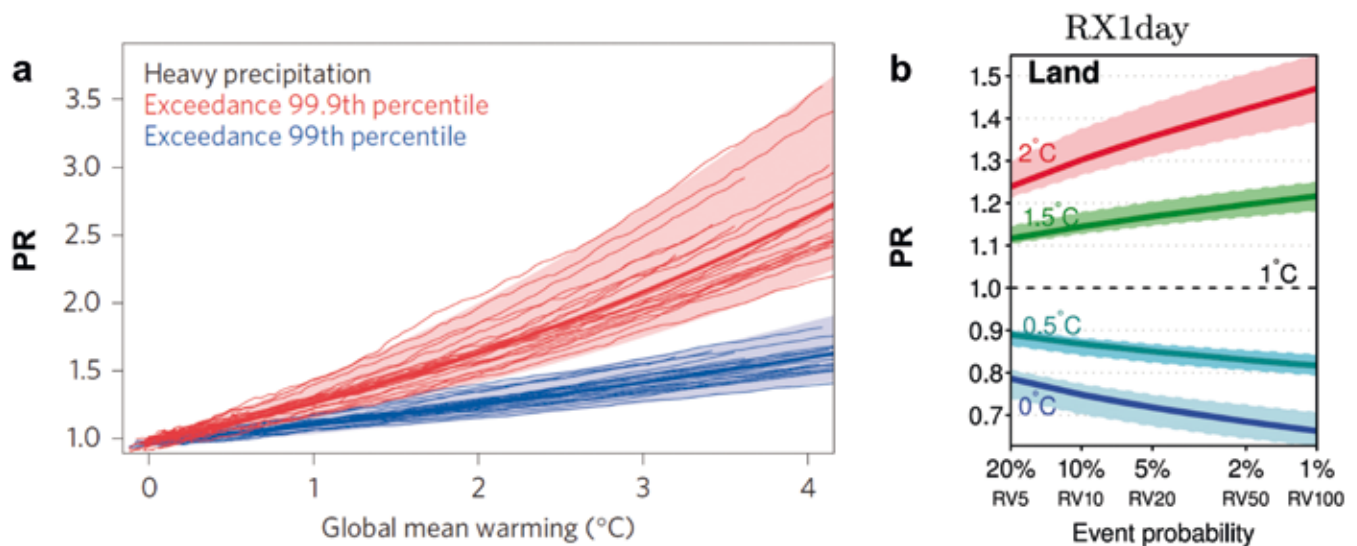 a
Heavy precipitation
Exceedance 99.9th percentile
Exceedance 99th percentile
PR
3.5
3.0
2.5
2.0
1.5
1.0
0 1 2 3 4
Global mean warming (°C)
RX1day
b
Land
PR
1.5
1.4
1.3
1.2
1.1
1.0
0.9
0.8
0.7
2°C
1.5°C
1°C
0.5°C
0°C
20% 10% 5% 2% 1%
RV5 RV10 RV20 RV50 RV100
Event probability